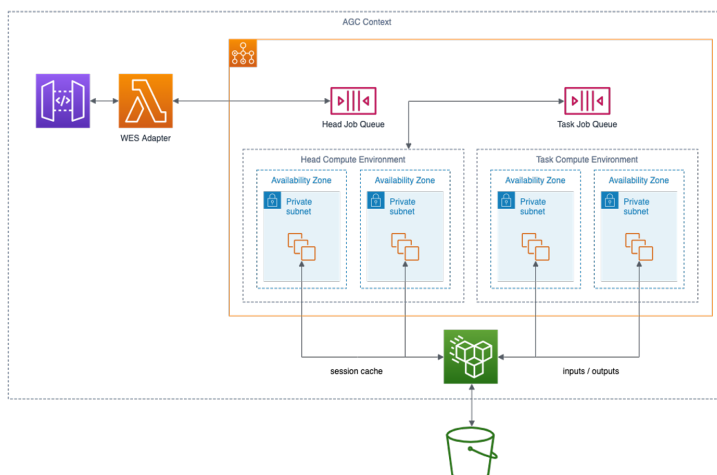 AGC Context
WES Adapter
Head Job Queue
Task Job Queue
Head Compute Environment
Task Compute Environment
Availability Zone
Availability Zone
Availability Zone
Availability Zone
Private
subnet
Private
subnet
Private
subnet
Private
subnet
session cache
inputs / outputs